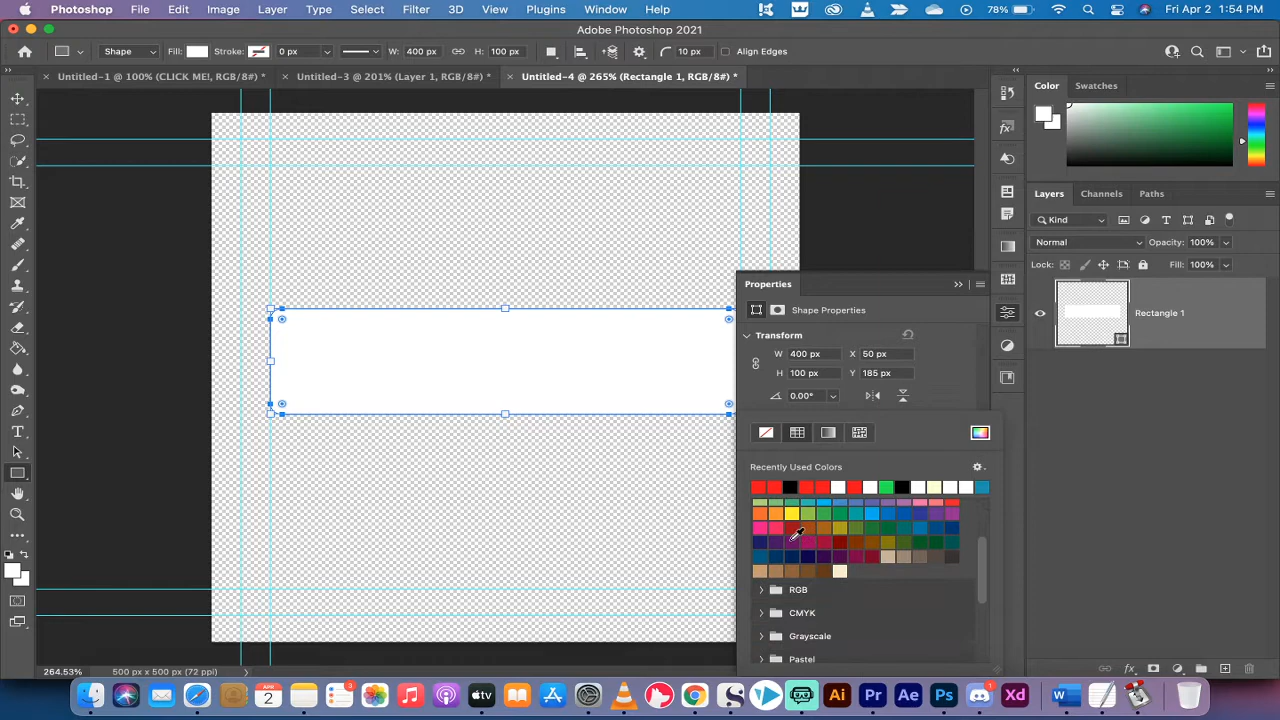 Photoshop File Edit Image Layer Type Select Filter 3D View Plugins Window Help 78% Fri Apr 2 1:54 PM
Adobe Photoshop 2021
Shape Fill: Stroke: 0 px W: 400 px H: 100 px 10 px Align Edges
Untitled-1 @ 100% (CLICK ME!, RGB/8#) * Untitled-3 @ 201% (Layer 1, RGB/8#) * Untitled-4 @ 265% (Rectangle 1, RGB/8#) *
Color Swatches
Layers Channels Paths
Kind
Normal Opacity: 100%
Lock: Fill: 100%
Rectangle 1
Properties
Shape Properties
Transform
W 400 px X 50 px
H 100 px Y 185 px
0.00°
Recently Used Colors
RGB
CMYK
Grayscale
Pastel
264.53% 500 px x 500 px (72 ppi)
APR
2
3
tv
Ai Pr Ae Ps 1 Xd W